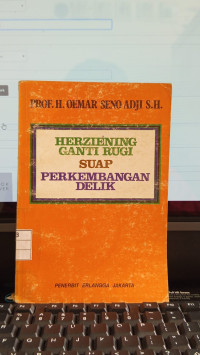 PROF. H. OEMAR SENO ADJI S.H.
HERZIENING
GANTI RUGI
SUAP
PERKEMBANGAN
DELIK
PENERBIT ERLANGGA JAKARTA